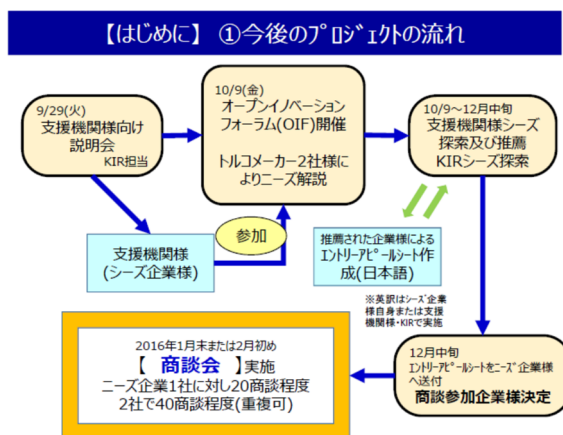 【はじめに】 ①今後のプロジェクトの流れ
9/29(火)
支援機関様向け
説明会
KIR担当
10/9(金)
オープンイノベーション
フォーラム(OIF)開催
トルコメーカー2社様に
よりニーズ解説
10/9～12月中旬
支援機関様シーズ
探索及び推薦
KIRシーズ探索
参加
支援機関様
(シーズ企業様)
推薦された企業様による
エントリーアピールシート作
成(日本語)
※英訳はシーズ企業
様自身または支援
機関様・KIRで実施
12月中旬
エントリーアピールシートをニーズ企業様
へ送付
商談参加企業様決定
2016年1月末または2月初め
【 商談会 】実施
ニーズ企業1社に対し20商談程度
2社で40商談程度(重複可)